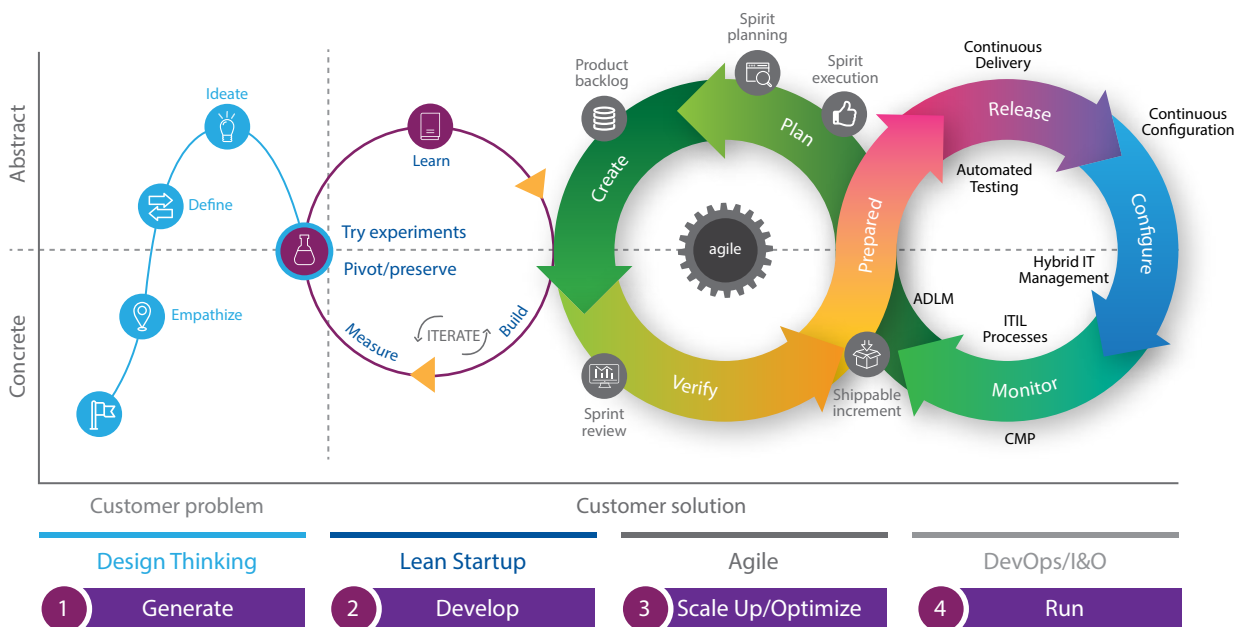 Abstract
Concrete
Ideate
Define
Empathize
Learn
Try experiments
Pivot/preserve
Measure
ITERATE
Build
Product
backlog
Spirit
planning
Spirit
execution
Create
Plan
agile
Verify
Sprint
review
Prepared
Shippable
increment
Continuous
Delivery
Release
Continuous
Configuration
Automated
Testing
Configure
Hybrid IT
Management
ADLM
ITIL
Processes
Monitor
CMP
Customer problem
Customer solution
Design Thinking
Lean Startup
Agile
DevOps/I&O
1 Generate
2 Develop
3 Scale Up/Optimize
4 Run